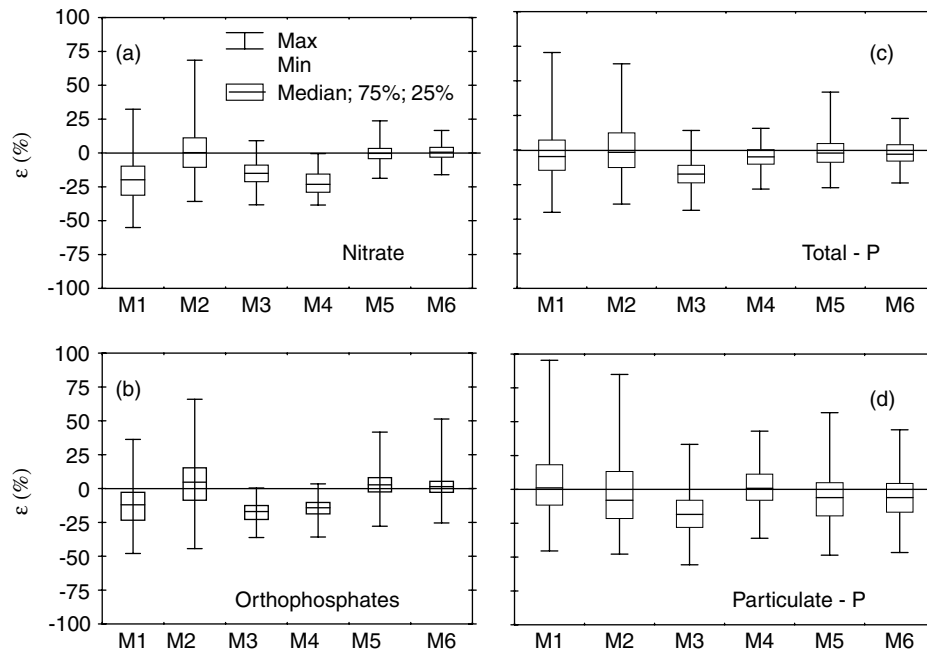 100
75
50
25
0
-25
-50
-75
-100
ε (%)
(a)
Max
Min
Median; 75%; 25%
Nitrate
M1 M2 M3 M4 M5 M6
(c)
Total - P
M1 M2 M3 M4 M5 M6
100
75
50
25
0
-25
-50
-75
-100
ε (%)
(b)
Orthophosphates
M1 M2 M3 M4 M5 M6
(d)
Particulate - P
M1 M2 M3 M4 M5 M6